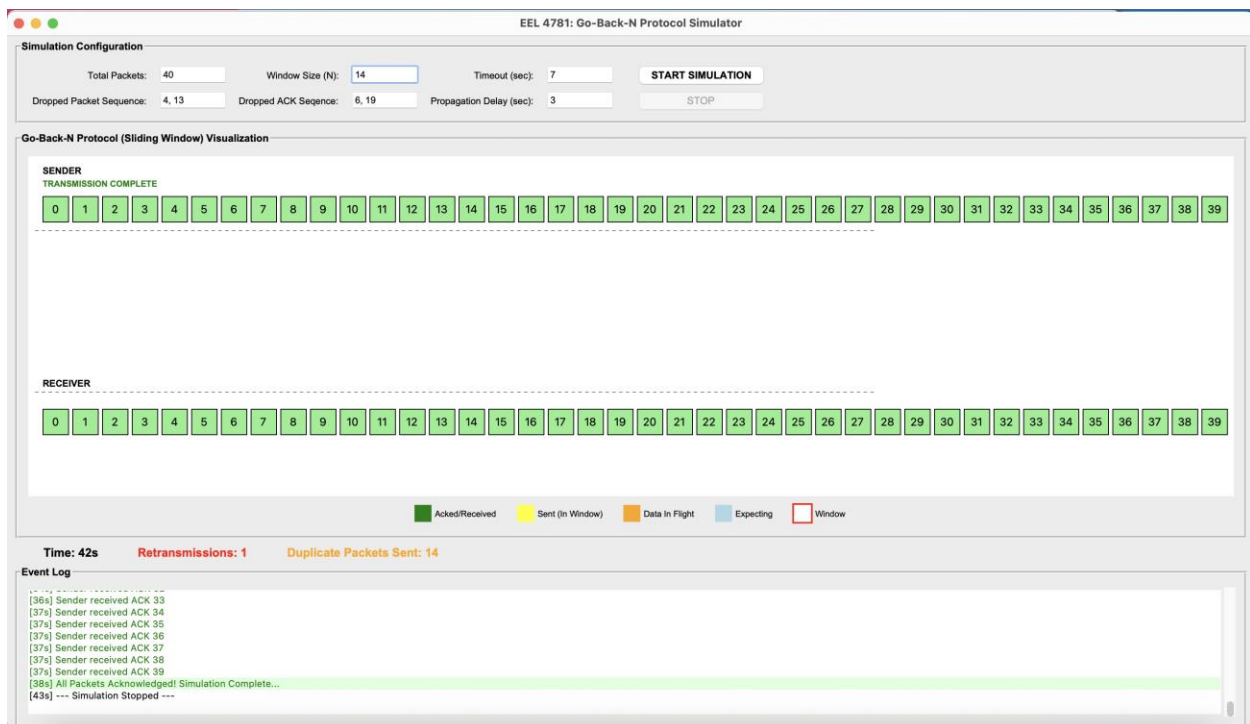 EEL 4781: Go-Back-N Protocol Simulator
Simulation Configuration
Total Packets: 40 Window Size (N): 14 Timeout (sec): 7 START SIMULATION
Dropped Packet Sequence: 4, 13 Dropped ACK Seqence: 6, 19 Propagation Delay (sec): 3 STOP
Go-Back-N Protocol (Sliding Window) Visualization
SENDER
TRANSMISSION COMPLETE
0 1 2 3 4 5 6 7 8 9 10 11 12 13 14 15 16 17 18 19 20 21 22 23 24 25 26 27 28 29 30 31 32 33 34 35 36 37 38 39
RECEIVER
0 1 2 3 4 5 6 7 8 9 10 11 12 13 14 15 16 17 18 19 20 21 22 23 24 25 26 27 28 29 30 31 32 33 34 35 36 37 38 39
Acked/Received Sent (In Window) Data In Flight Expecting Window
Time: 42s Retransmissions: 1 Duplicate Packets Sent: 14
Event Log
[36s] Sender received ACK 33
[37s] Sender received ACK 34
[37s] Sender received ACK 35
[37s] Sender received ACK 36
[37s] Sender received ACK 37
[37s] Sender received ACK 38
[37s] Sender received ACK 39
[38s] All Packets Acknowledged! Simulation Complete...
[43s] --- Simulation Stopped ---